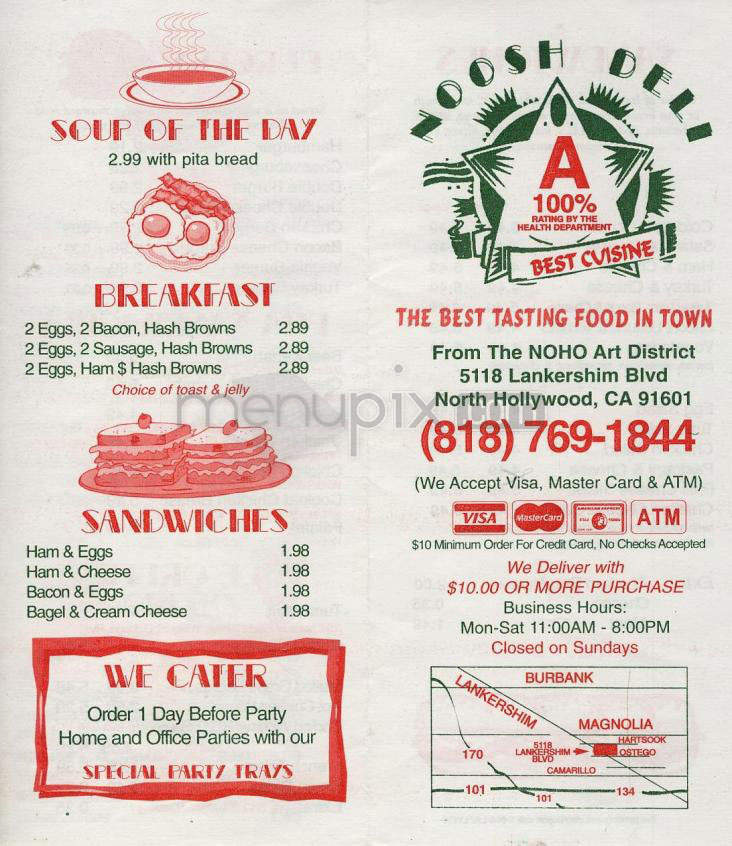 SOUP OF THE DAY
2.99 with pita bread
BREAKFAST
2 Eggs, 2 Bacon, Hash Browns 2.89
2 Eggs, 2 Sausage, Hash Browns 2.89
2 Eggs, Ham $ Hash Browns 2.89
Choice of toast & jelly
SANDWICHES
Ham & Eggs 1.98
Ham & Cheese 1.98
Bacon & Eggs 1.98
Bagel & Cream Cheese 1.98
WE CATER
Order 1 Day Before Party
Home and Office Parties with our
SPECIAL PARTY TRAYS
NOOSH DELI
A
100%
RATING BY THE
HEALTH DEPARTMENT
BEST CUISINE
THE BEST TASTING FOOD IN TOWN
From The NOHO Art District
5118 Lankershim Blvd
North Hollywood, CA 91601
menupix.com
(818) 769-1844
(We Accept Visa, Master Card & ATM)
VISA MasterCard AMERICAN EXPRESS ATM
$10 Minimum Order For Credit Card, No Checks Accepted
We Deliver with
$10.00 OR MORE PURCHASE
Business Hours:
Mon-Sat 11:00AM - 8:00PM
Closed on Sundays
BURBANK
LANKERSHIM
MAGNOLIA
HARTSOOK
5118
LANKERSHIM
BLVD
OSTEGO
170
CAMARILLO
101
101
134